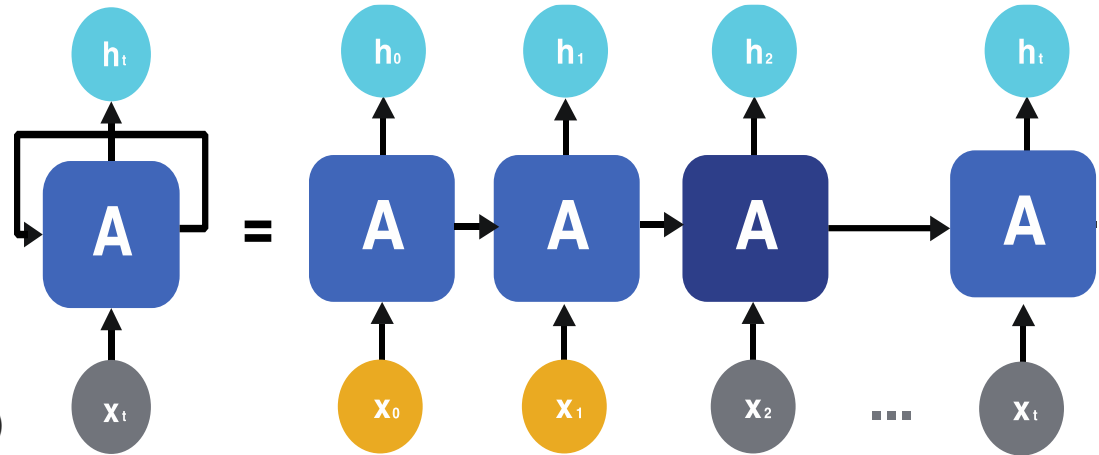 hₜ h₀ h₁ h₂ hₜ
A = A A A A
xₜ x₀ x₁ x₂ ... xₜ